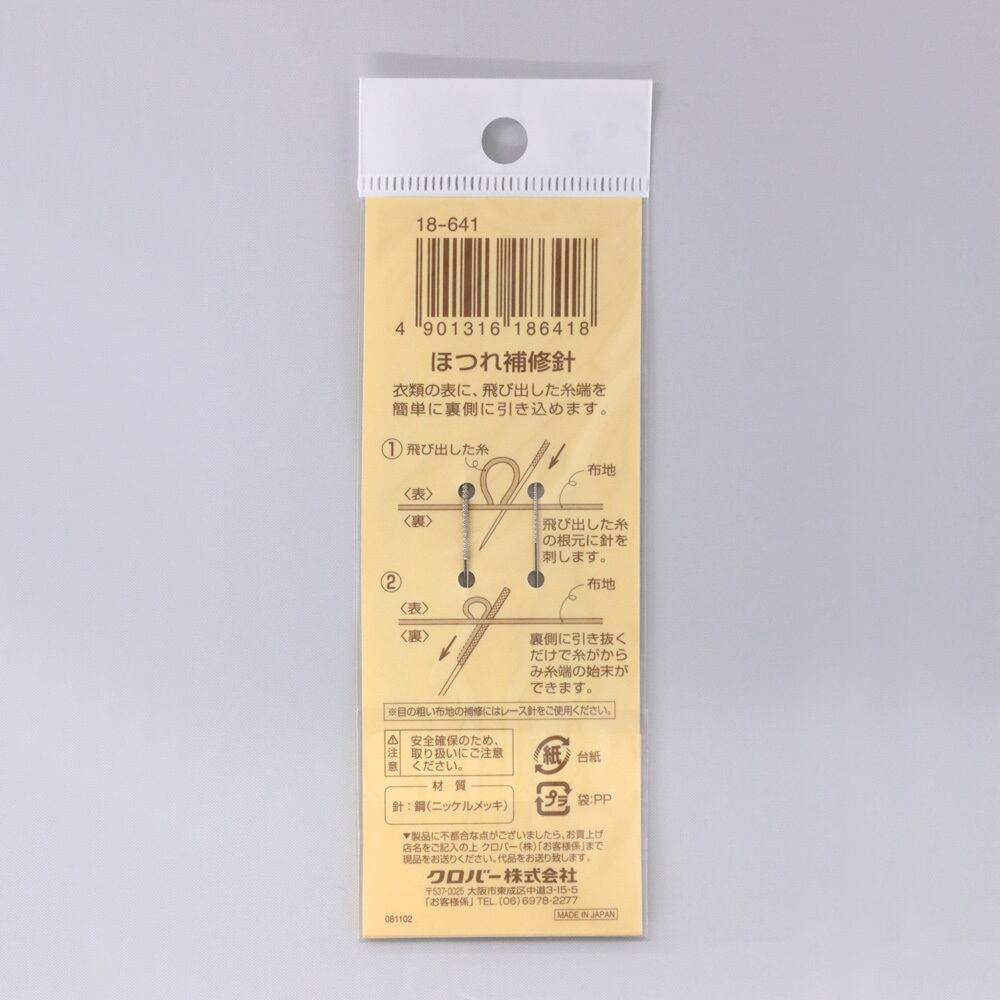 18-641
4 901316 186418
ほつれ補修針
衣類の表に、飛び出した糸端を
簡単に裏側に引き込めます。
① 飛び出した糸
布地
〈表〉
〈裏〉
飛び出した糸
の根元に針を
刺します。
②
布地
〈表〉
〈裏〉
裏側に引き抜く
だけで糸がから
み糸端の始末が
できます。
※目の粗い布地の補修にはレース針をご使用ください。
注意
安全確保のため、
取り扱いにご注意
ください。
紙 台紙
材質
針：鋼（ニッケルメッキ）
プラ 袋：PP
▼製品に不都合な点がございましたら、お買上げ
店名をご記入の上 クロバー(株)「お客様係」まで
現品をお送りください。代品をお送り致します。
クロバー株式会社
〒537-0025 大阪市東成区中道3-15-5
「お客様係」TEL.(06)6978-2277
081102
MADE IN JAPAN